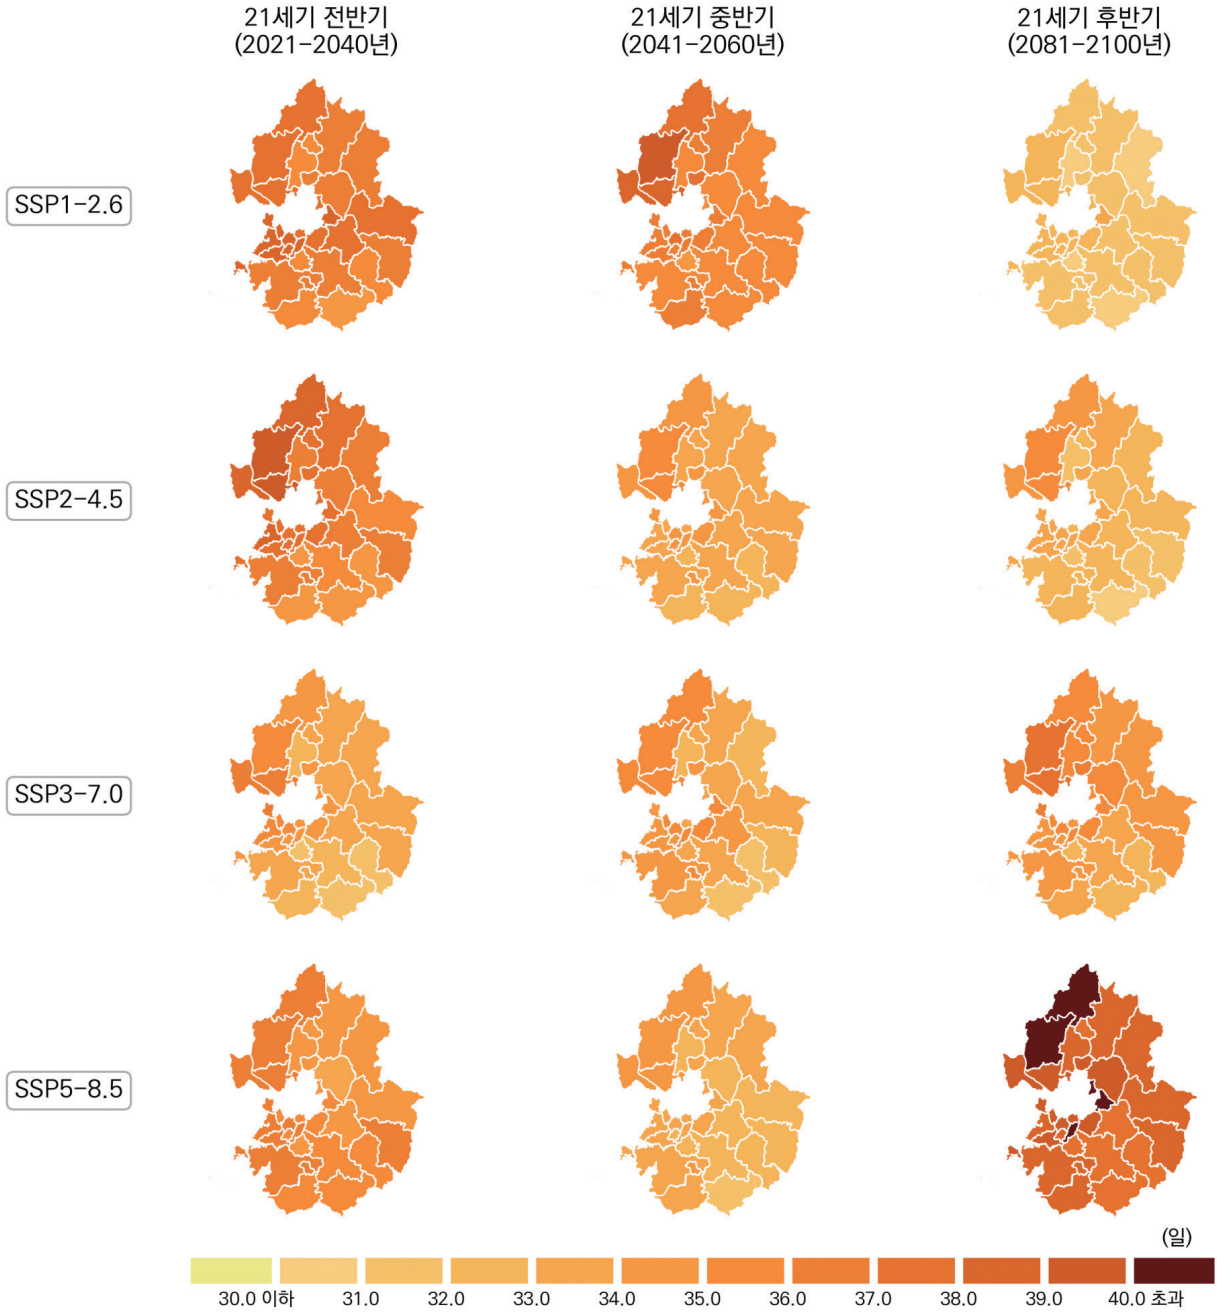 21세기 전반기
(2021-2040년)
21세기 중반기
(2041-2060년)
21세기 후반기
(2081-2100년)
SSP1-2.6
SSP2-4.5
SSP3-7.0
SSP5-8.5
(일)
30.0 이하 31.0 32.0 33.0 34.0 35.0 36.0 37.0 38.0 39.0 40.0 초과